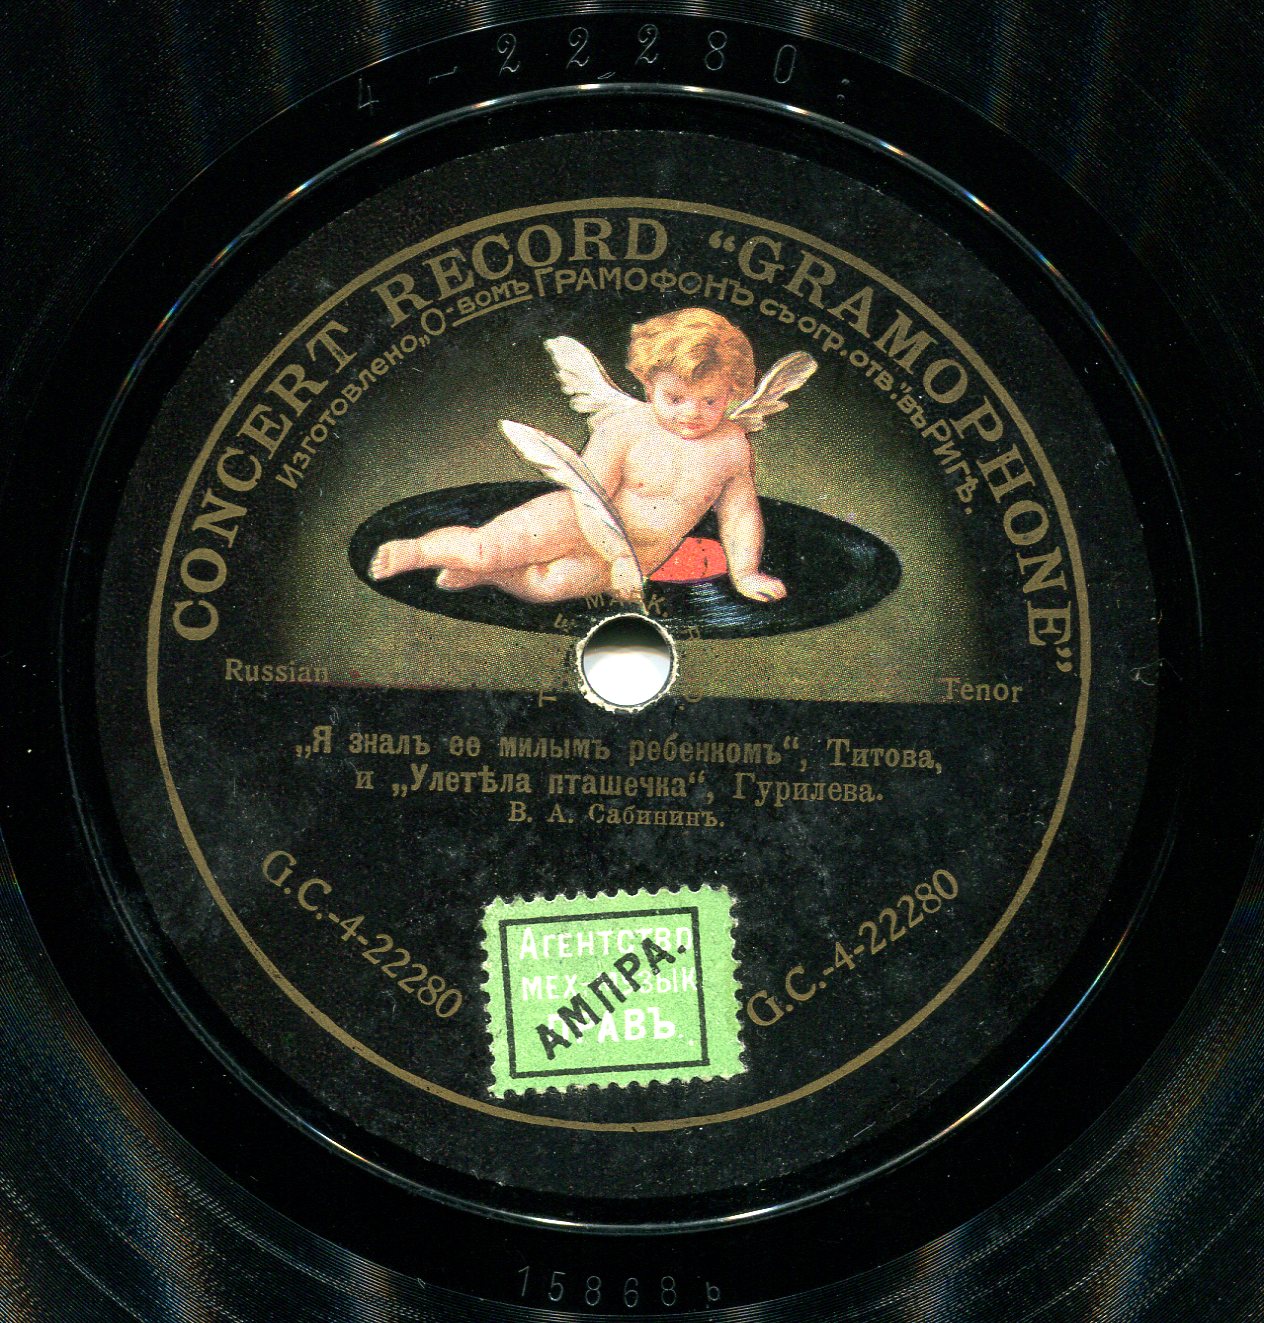 4-22280
CONCERT RECORD “GRAMOPHONE”
Изготовлено „О-вомъ Грамофонъ съ огр. отв.“ въ Ригѣ.
Russian
Tenor
„Я зналъ ее милымъ ребенкомъ“, Титова,
и „Улетѣла пташечка“, Гурилева.
В. А. Сабининъ.
G.C.-4-22280
G.C.-4-22280
Агентство
мех-
Правъ.
АМПРА.
15868 b